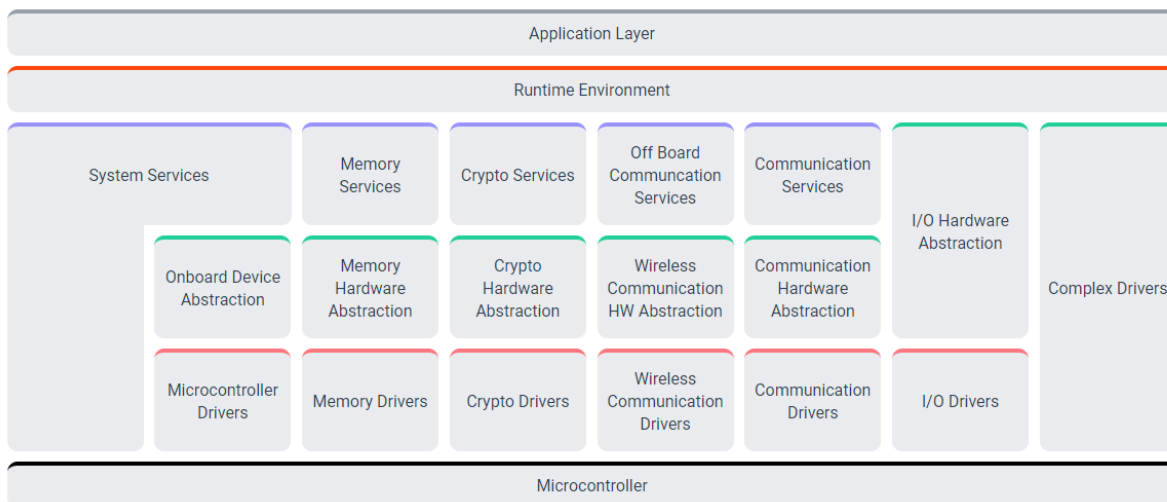 Application Layer
Runtime Environment
System Services
Memory
Services
Crypto Services
Off Board
Communcation
Services
Communication
Services
I/O Hardware
Abstraction
Complex Drivers
Onboard Device
Abstraction
Memory
Hardware
Abstraction
Crypto
Hardware
Abstraction
Wireless
Communication
HW Abstraction
Communication
Hardware
Abstraction
Microcontroller
Drivers
Memory Drivers
Crypto Drivers
Wireless
Communication
Drivers
Communication
Drivers
I/O Drivers
Microcontroller